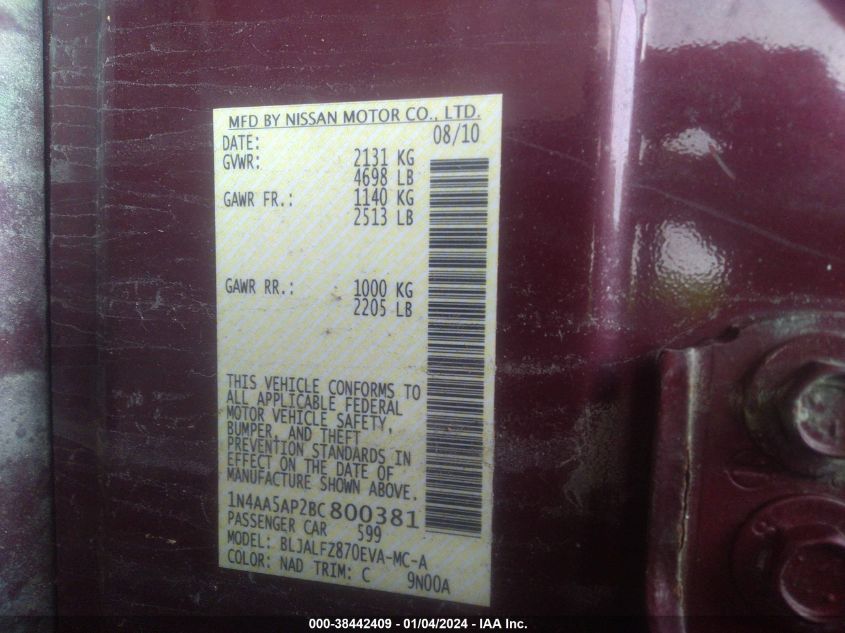 MFD BY NISSAN MOTOR CO., LTD.
DATE: 08/10
GVWR: 2131 KG
4698 LB
GAWR FR.: 1140 KG
2513 LB
GAWR RR.: 1000 KG
2205 LB
THIS VEHICLE CONFORMS TO
ALL APPLICABLE FEDERAL
MOTOR VEHICLE SAFETY,
BUMPER, AND THEFT
PREVENTION STANDARDS IN
EFFECT ON THE DATE OF
MANUFACTURE SHOWN ABOVE.
1N4AA5AP2BC800381
PASSENGER CAR 599
MODEL: BLJALFZ870EVA-MC-A
COLOR: NAD TRIM: C 9N00A
000-38442409 - 01/04/2024 - IAA Inc.